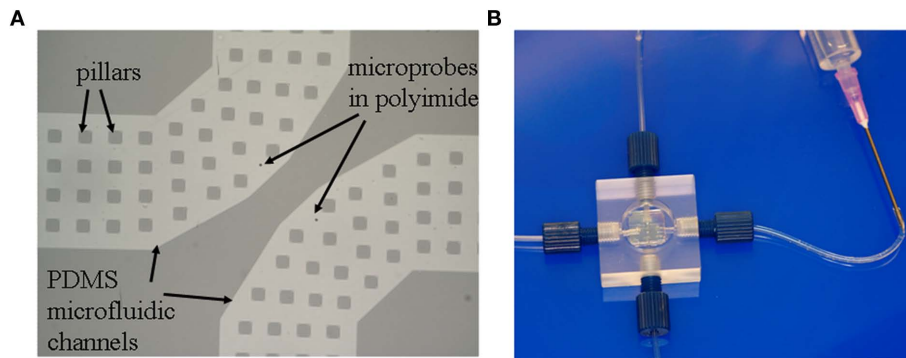 A
B
pillars
microprobes
in polyimide
PDMS
microfluidic
channels